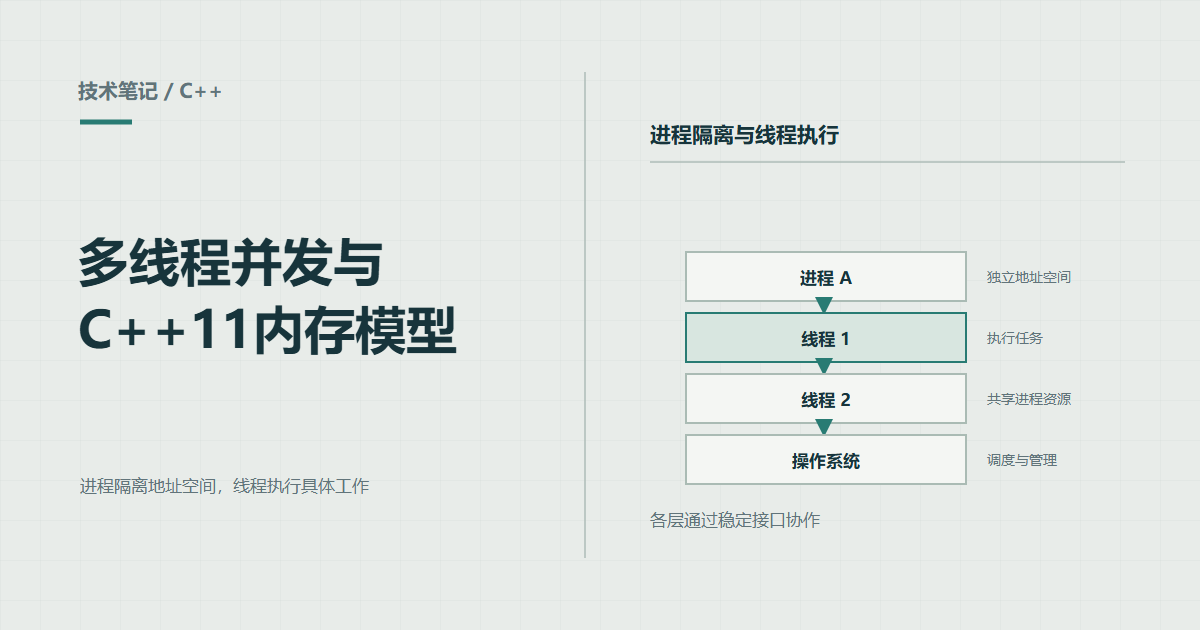 技术笔记 / C++
多线程并发与
C++11内存模型
进程隔离地址空间，线程执行具体工作
进程隔离与线程执行
进程 A
独立地址空间
线程 1
执行任务
线程 2
共享进程资源
操作系统
调度与管理
各层通过稳定接口协作